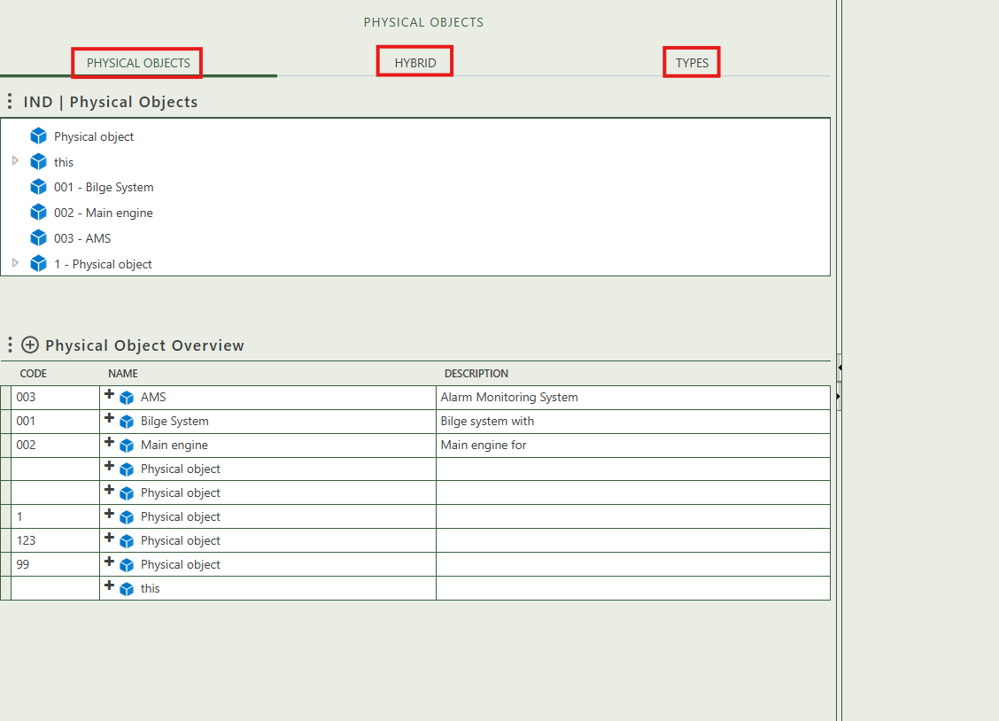 PHYSICAL OBJECTS
PHYSICAL OBJECTS HYBRID TYPES
IND | Physical Objects
Physical object
this
001 - Bilge System
002 - Main engine
003 - AMS
1 - Physical object
Physical Object Overview
CODE NAME DESCRIPTION
003 AMS Alarm Monitoring System
001 Bilge System Bilge system with
002 Main engine Main engine for
Physical object
Physical object
1 Physical object
123 Physical object
99 Physical object
this